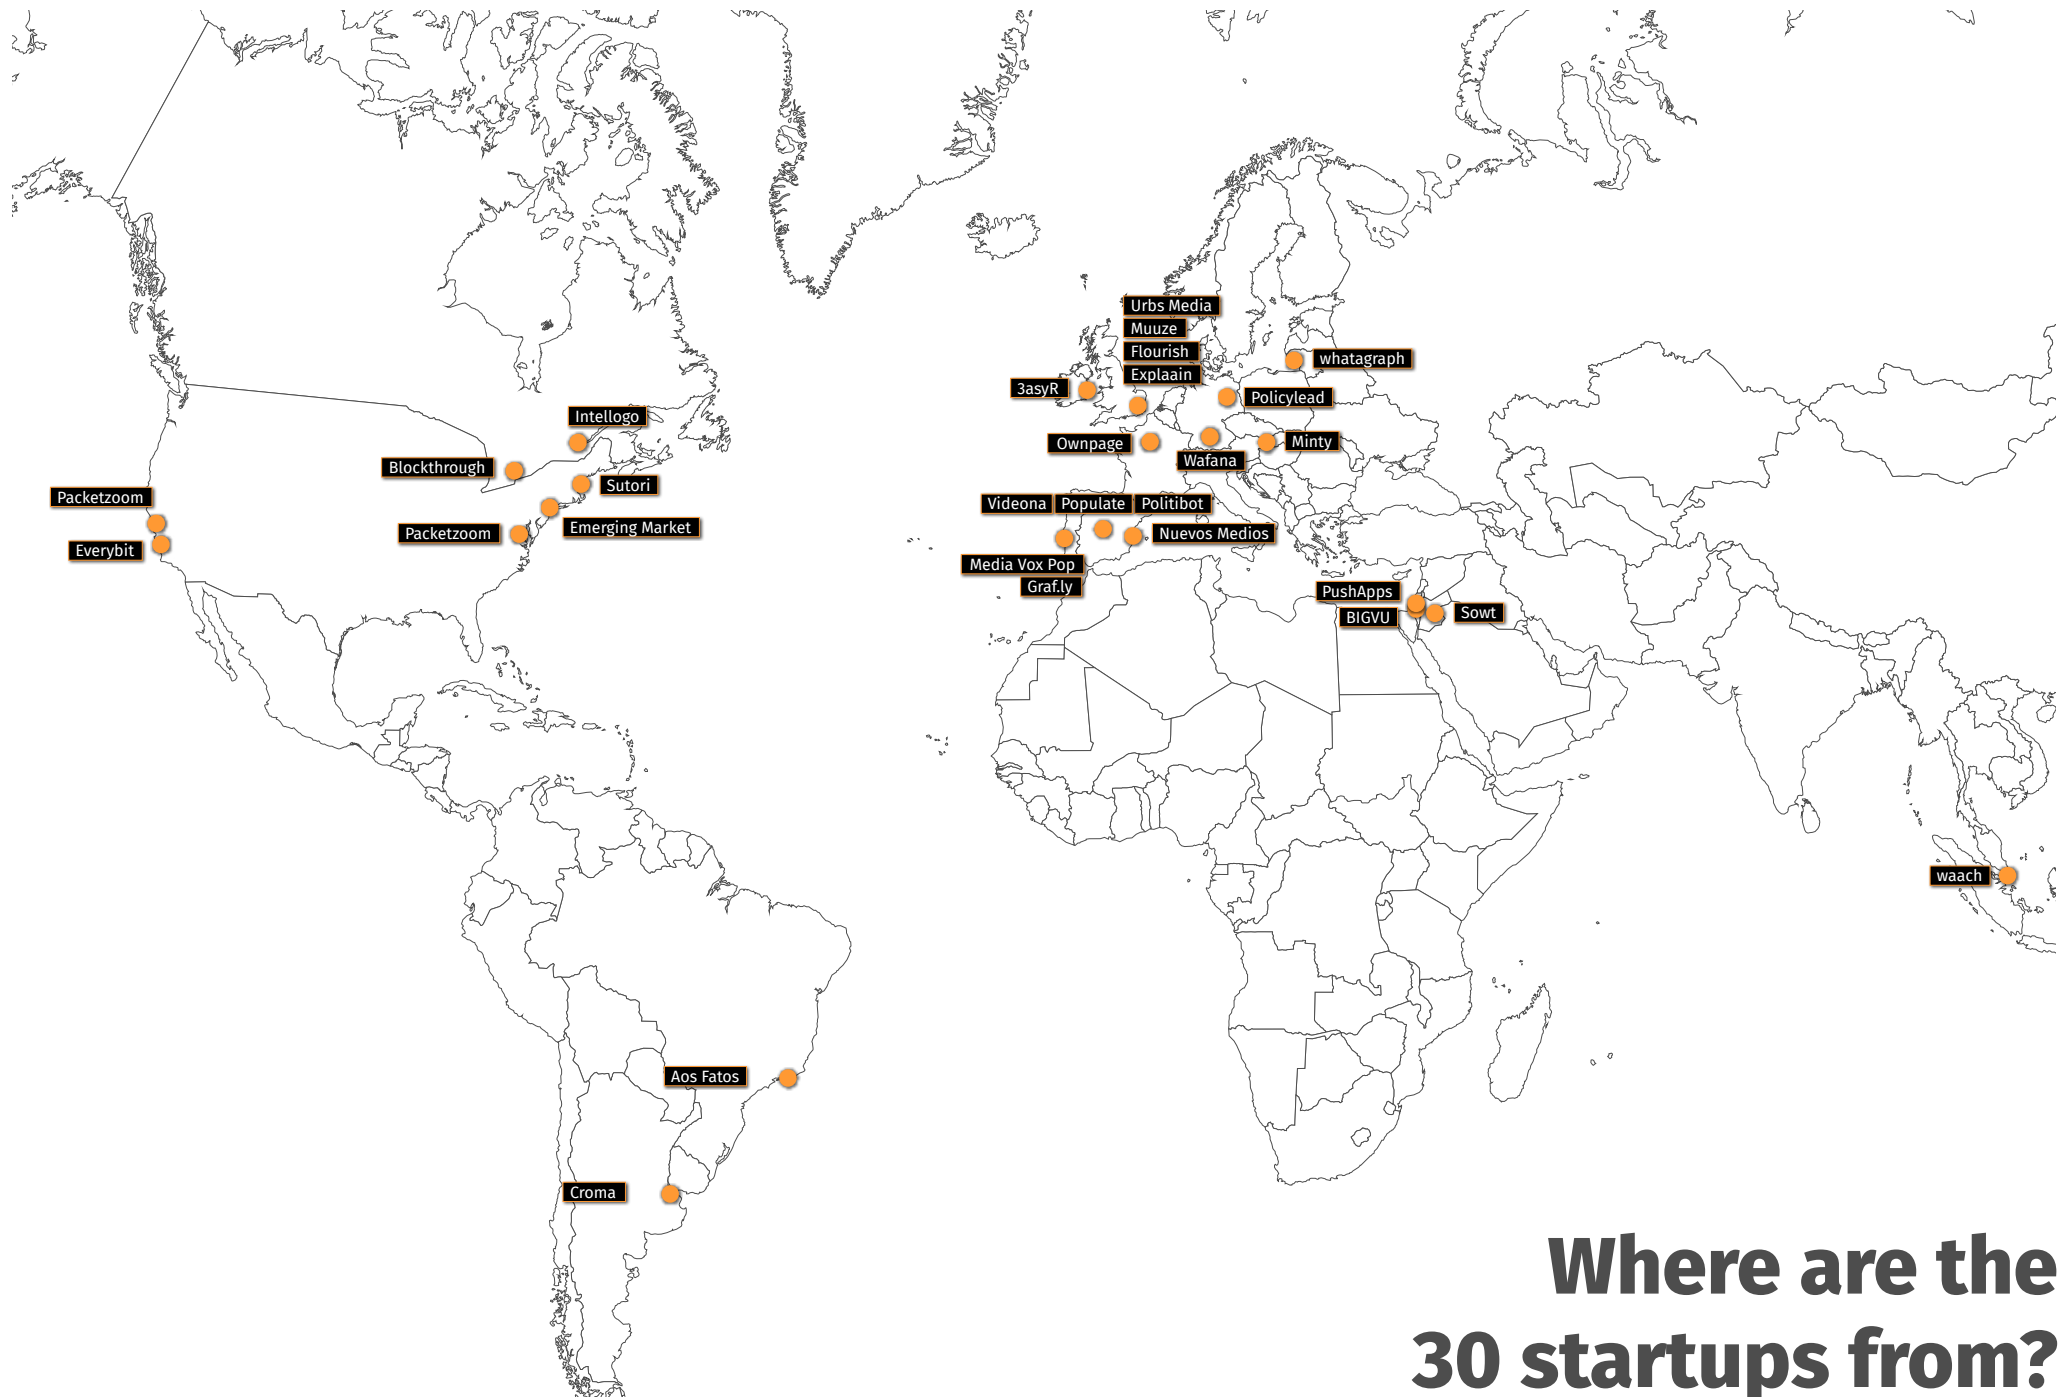 Urbs Media
Muuze
Flourish
Explaain
whatagraph
3asyR
Policylead
Intellogo
Ownpage
Minty
Wafana
Blockthrough
Sutori
Packetzoom
Videona
Populate
Politibot
Emerging Market
Packetzoom
Nuevos Medios
Everybit
Media Vox Pop
Graf.ly
PushApps
BIGVU
Sowt
waach
Aos Fatos
Croma
Where are the
30 startups from?